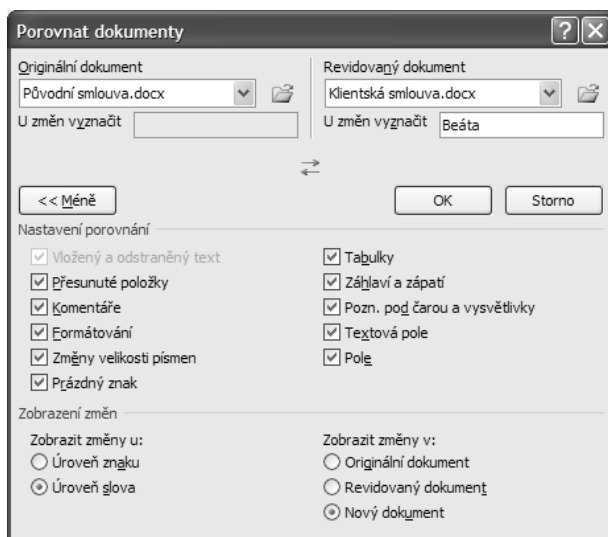 Porovnat dokumenty
Originální dokument
Původní smlouva.docx
U změn vyznačit
Revidovaný dokument
Klientská smlouva.docx
U změn vyznačit Beáta
<< Méně
OK
Storno
Nastavení porovnání
Vložený a odstraněný text
Přesunuté položky
Komentáře
Formátování
Změny velikosti písmen
Prázdný znak
Tabulky
Záhlaví a zápatí
Pozn. pod čarou a vysvětlivky
Textová pole
Pole
Zobrazení změn
Zobrazit změny u:
Úroveň znaku
Úroveň slova
Zobrazit změny v:
Originální dokument
Revidovaný dokument
Nový dokument